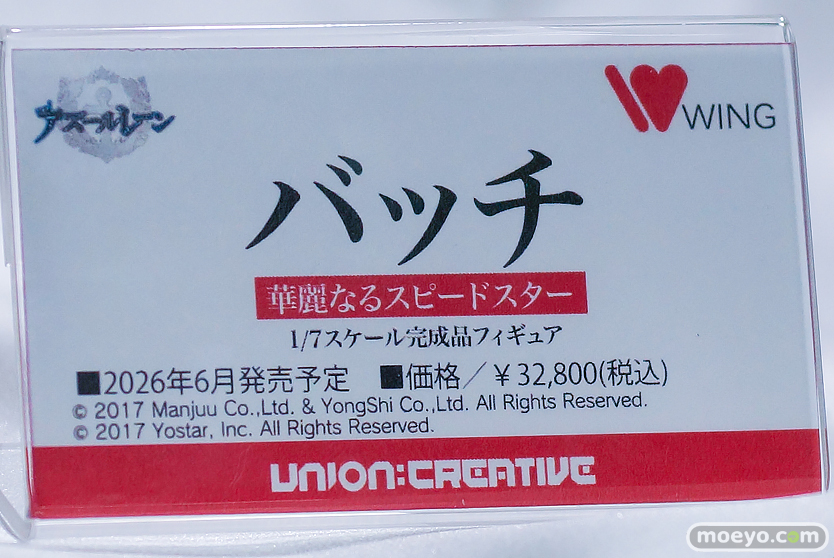 アズールレーン
WING
バッチ
華麗なるスピードスター
1/7スケール完成品フィギュア
■2026年6月発売予定 ■価格／￥32,800(税込)
© 2017 Manjuu Co.,Ltd. & YongShi Co.,Ltd. All Rights Reserved.
© 2017 Yostar, Inc. All Rights Reserved.
UNION:CREATIVE
moeyo.com